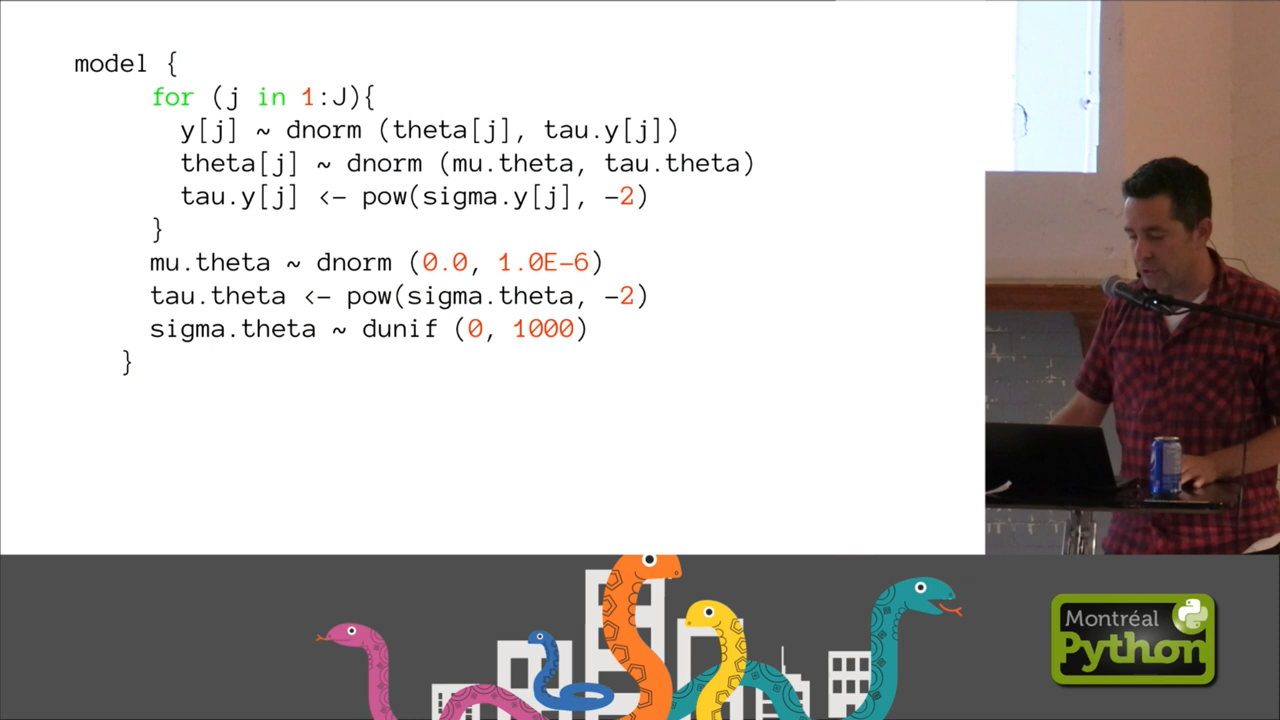 model {
for (j in 1:J){
y[j] ~ dnorm (theta[j], tau.y[j])
theta[j] ~ dnorm (mu.theta, tau.theta)
tau.y[j] <- pow(sigma.y[j], -2)
}
mu.theta ~ dnorm (0.0, 1.0E-6)
tau.theta <- pow(sigma.theta, -2)
sigma.theta ~ dunif (0, 1000)
}
Montréal
Python